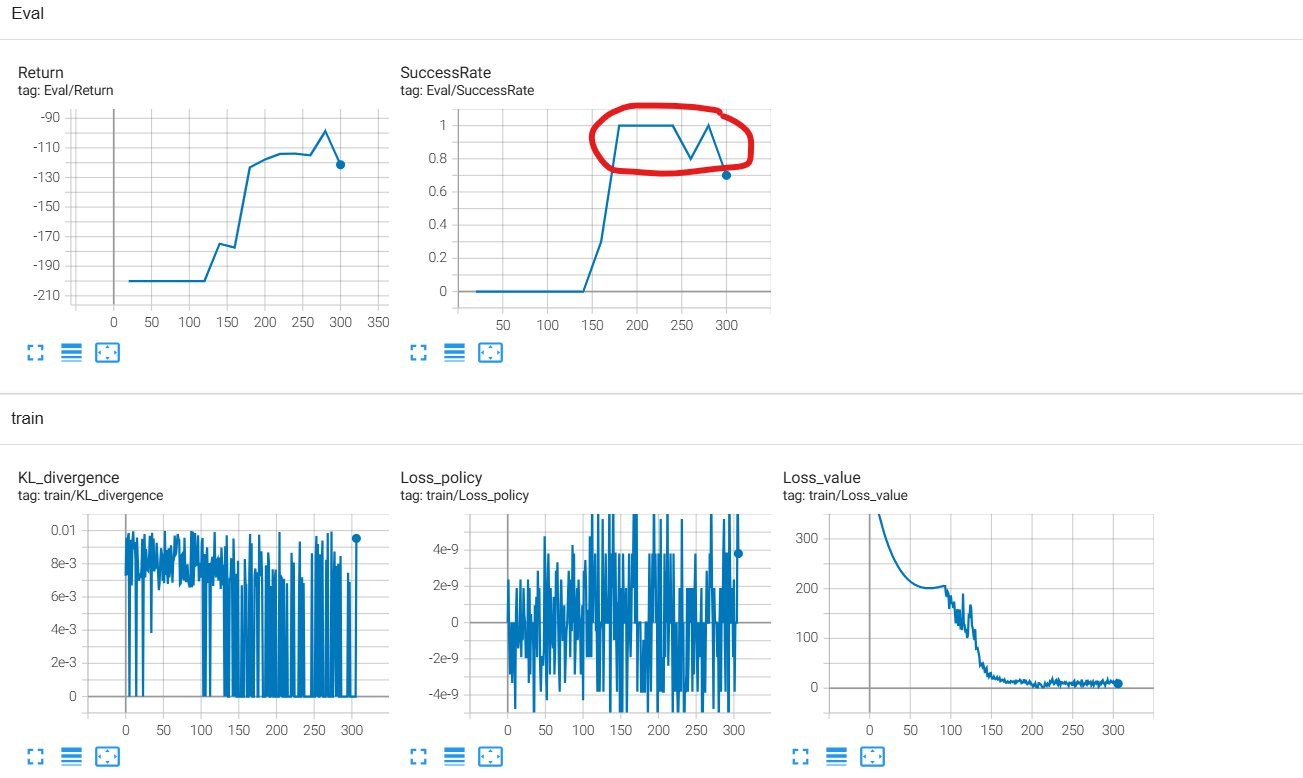 Eval
Return
tag: Eval/Return
SuccessRate
tag: Eval/SuccessRate
-90
-110
-130
-150
-170
-190
-210
0 50 100 150 200 250 300 350
1
0.8
0.6
0.4
0.2
0
50 100 150 200 250 300
train
KL_divergence
tag: train/KL_divergence
Loss_policy
tag: train/Loss_policy
Loss_value
tag: train/Loss_value
0.01
8e-3
6e-3
4e-3
2e-3
0
0 50 100 150 200 250 300
4e-9
2e-9
0
-2e-9
-4e-9
0 50 100 150 200 250 300
300
200
100
0
0 50 100 150 200 250 300